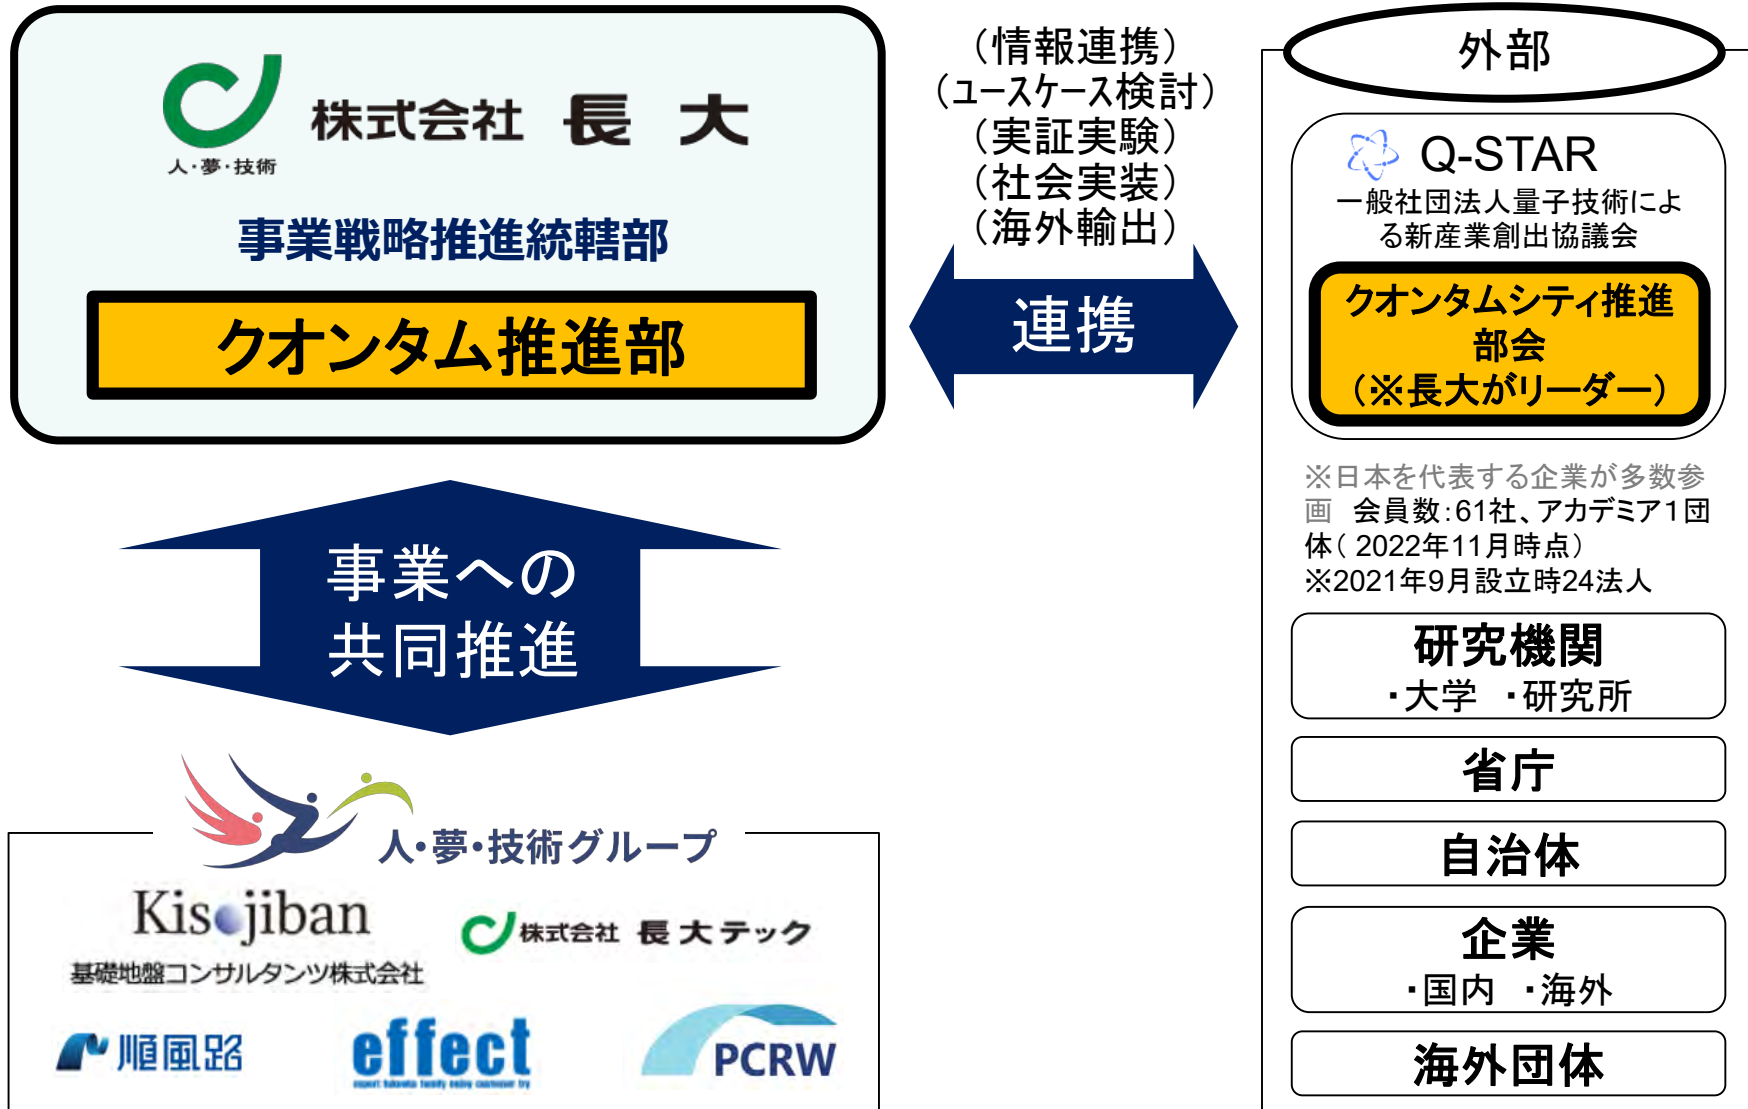 株式会社 長 大
人・夢・技術
事業戦略推進統轄部
クオンタム推進部
（情報連携）
（ユースケース検討）
（実証実験）
（社会実装）
（海外輸出）
連携
外部
Q-STAR
一般社団法人量子技術によ
る新産業創出協議会
クオンタムシティ推進
部会
（※長大がリーダー）
※日本を代表する企業が多数参
画 会員数：61社、アカデミア１団
体（ 2022年11月時点）
※2021年9月設立時24法人
研究機関
・大学 ・研究所
省庁
自治体
企業
・国内 ・海外
海外団体
事業への
共同推進
人・夢・技術グループ
Kisojiban
基礎地盤コンサルタンツ株式会社
株式会社 長大テック
順風路
effect
PCRW